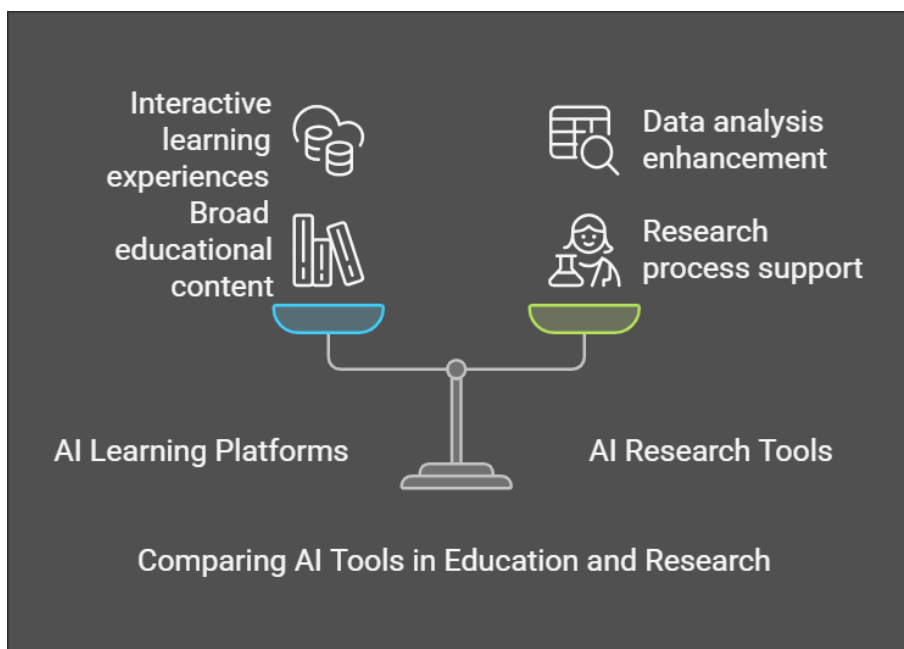 Interactive
learning
experiences
Broad
educational
content
Data analysis
enhancement
Research
process support
AI Learning Platforms
AI Research Tools
Comparing AI Tools in Education and Research